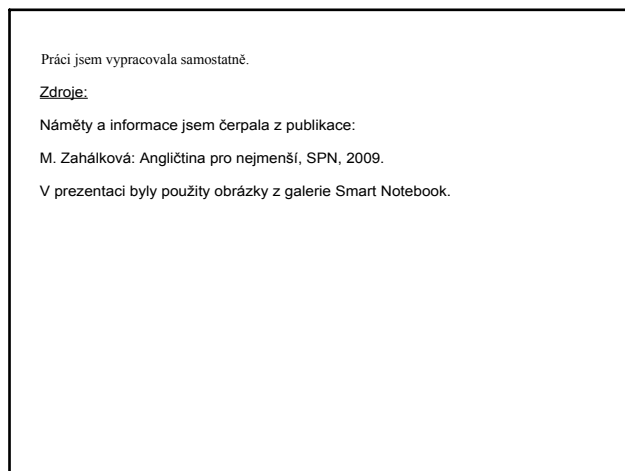 Práci jsem vypracovala samostatně.
Zdroje:
Náměty a informace jsem čerpala z publikace:
M. Zahálková: Angličtina pro nejmenší, SPN, 2009.
V prezentaci byly použity obrázky z galerie Smart Notebook.